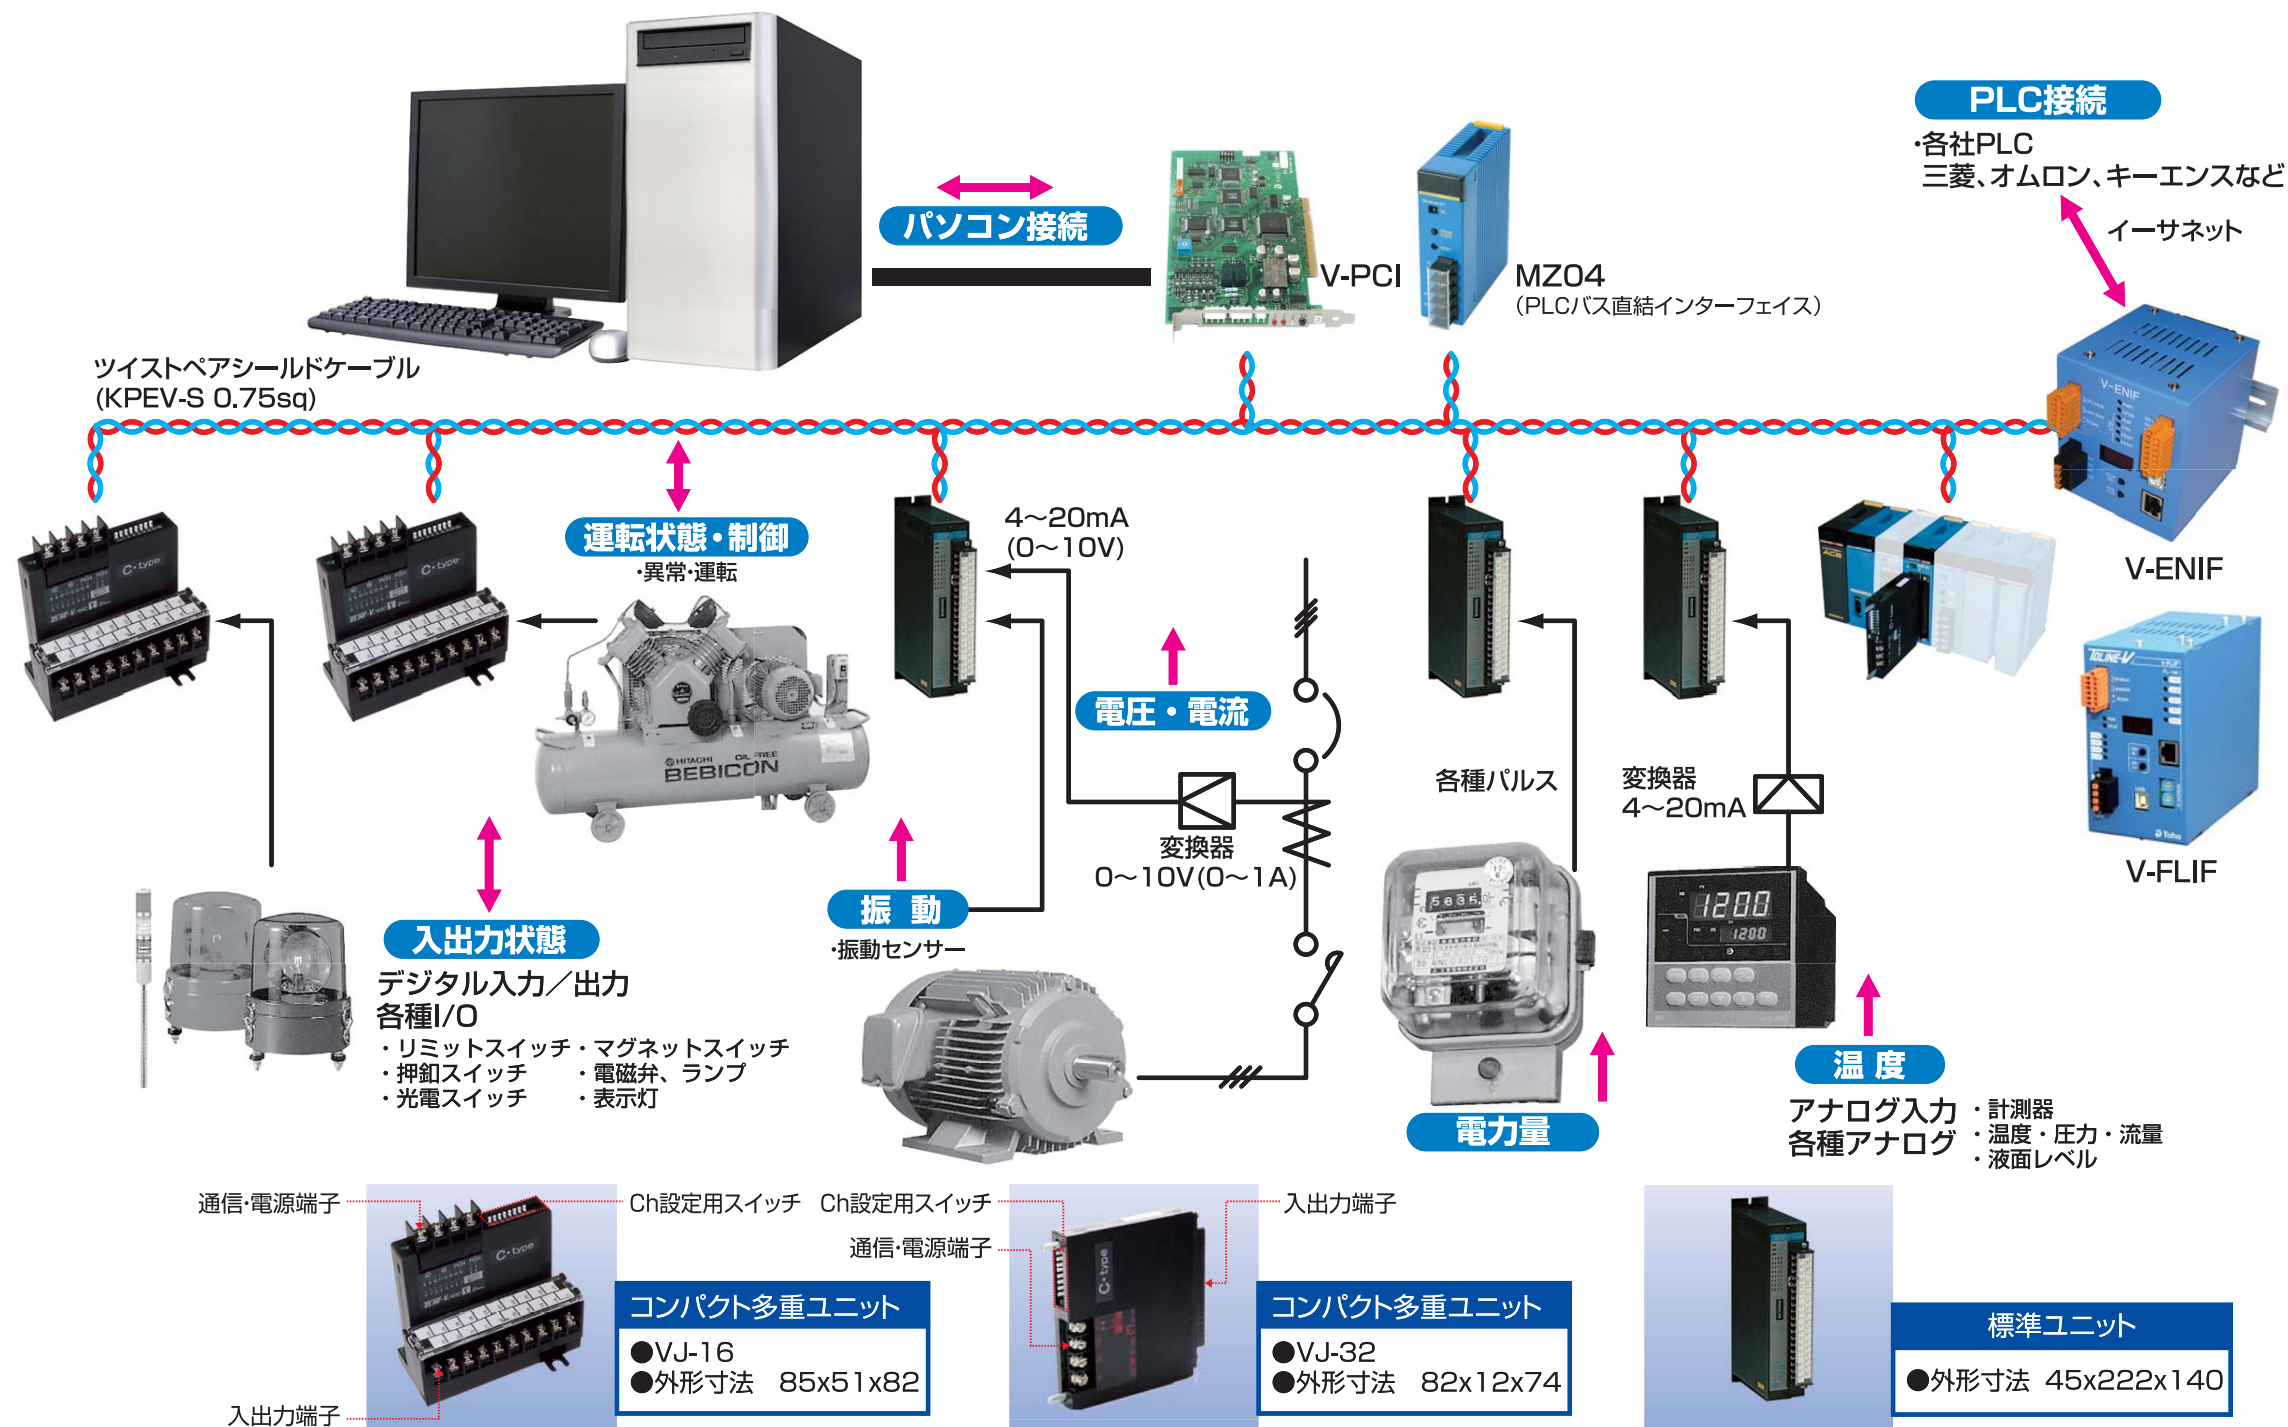 PLC接続
・各社PLC
三菱、オムロン、キーエンスなど
イーサネット
パソコン接続
V-PCI
MZ04
(PLCバス直結インターフェイス)
ツイストペアシールドケーブル
(KPEV-S 0.75sq)
V-ENIF
C・type
C・type
運転状態・制御
・異常・運転
4〜20mA
(0〜10V)
V-ENIF
TOLINE-V
V-FLIF
Toho
V-FLIF
電圧・電流
HITACHI OIL FREE
BEBICON
各種パルス
変換器
4〜20mA
変換器
0〜10V(0〜1A)
振動
・振動センサー
5835
1200
1200
入出力状態
デジタル入力／出力
各種I/O
・リミットスイッチ・マグネットスイッチ
・押釦スイッチ ・電磁弁、ランプ
・光電スイッチ ・表示灯
電力量
温度
アナログ入力
各種アナログ
・計測器
・温度・圧力・流量
・液面レベル
通信・電源端子
Ch設定用スイッチ
C・type
入出力端子
コンパクト多重ユニット
●VJ-16
●外形寸法 85x51x82
Ch設定用スイッチ
入出力端子
通信・電源端子
C・type
コンパクト多重ユニット
●VJ-32
●外形寸法 82x12x74
標準ユニット
●外形寸法 45x222x140